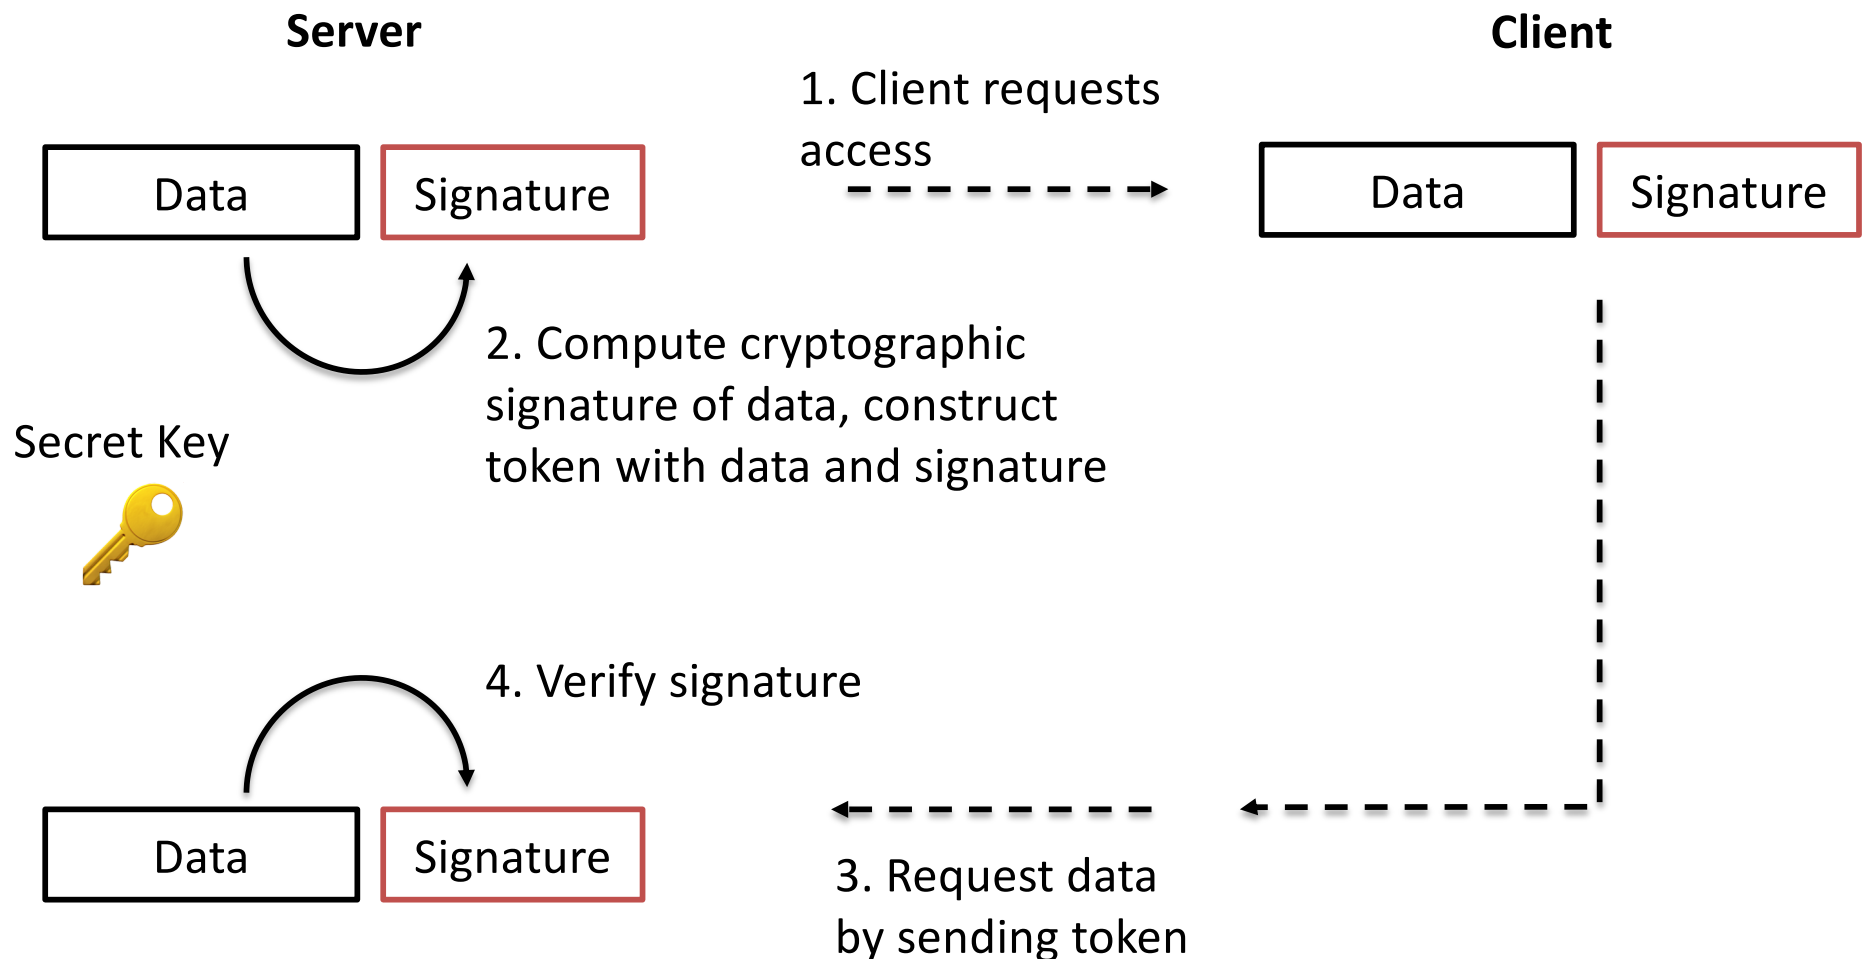 Server
Client
1. Client requests
access
Data
Signature
Data
Signature
2. Compute cryptographic
signature of data, construct
token with data and signature
Secret Key
4. Verify signature
Data
Signature
3. Request data
by sending token